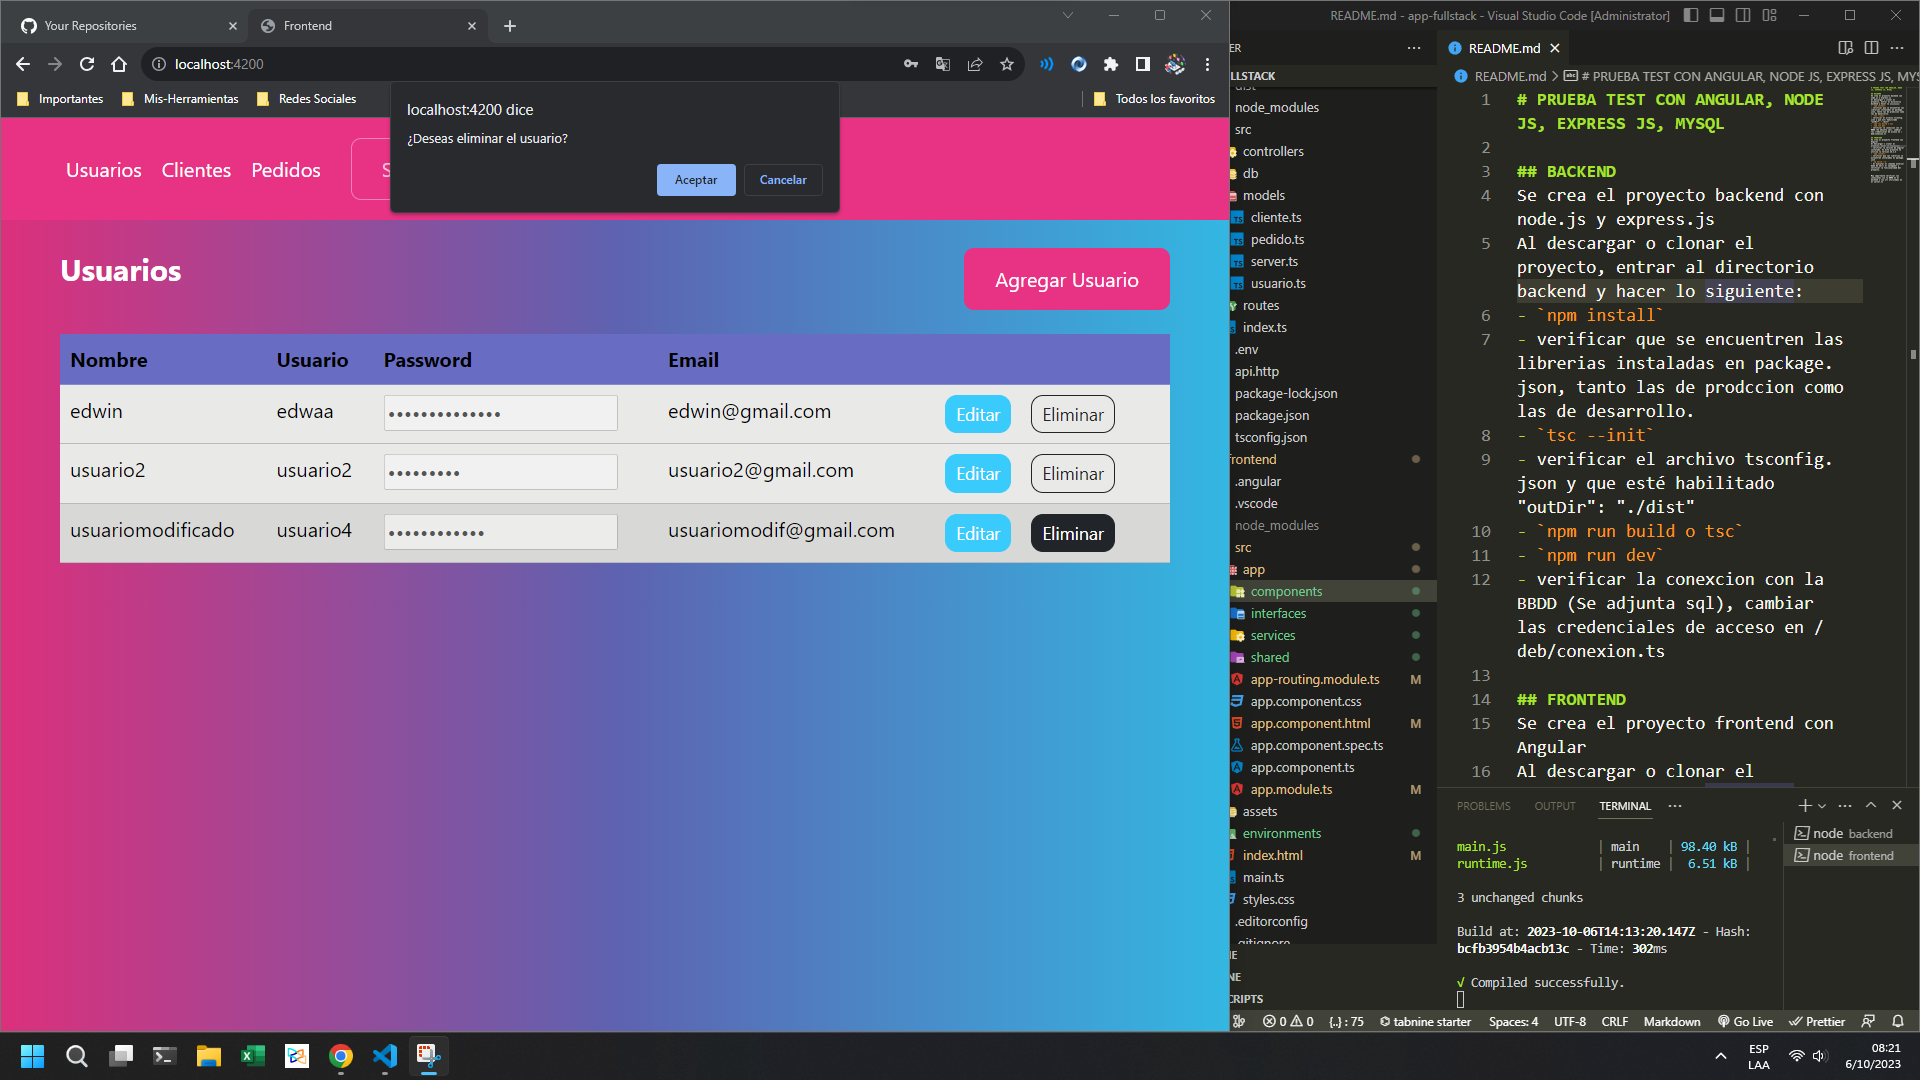 Your Repositories
Frontend
localhost:4200
Importantes
Mis-Herramientas
Redes Sociales
Todos los favoritos
localhost:4200 dice
¿Deseas eliminar el usuario?
Aceptar
Cancelar
Usuarios
Clientes
Pedidos
S
Usuarios
Agregar Usuario
Nombre Usuario Password Email
edwin edwaa •••••••••••••• edwin@gmail.com Editar Eliminar
usuario2 usuario2 ••••••••• usuario2@gmail.com Editar Eliminar
usuariomodificado usuario4 •••••••••••• usuariomodif@gmail.com Editar Eliminar
README.md - app-fullstack - Visual Studio Code [Administrator]
ER
LLSTACK
dist
node_modules
src
controllers
db
models
cliente.ts
pedido.ts
server.ts
usuario.ts
routes
index.ts
.env
api.http
package-lock.json
package.json
tsconfig.json
frontend
.angular
.vscode
node_modules
src
app
components
interfaces
services
shared
app-routing.module.ts M
app.component.css
app.component.html M
app.component.spec.ts
app.component.ts
app.module.ts M
assets
environments
index.html M
main.ts
styles.css
.editorconfig
.gitignore
NE
NE
CRIPTS
README.md
README.md > # PRUEBA TEST CON ANGULAR, NODE JS, EXPRESS JS, MYS
1 # PRUEBA TEST CON ANGULAR, NODE
JS, EXPRESS JS, MYSQL
2
3 ## BACKEND
4 Se crea el proyecto backend con
node.js y express.js
5 Al descargar o clonar el
proyecto, entrar al directorio
backend y hacer lo siguiente:
6 - `npm install`
7 - verificar que se encuentren las
librerias instaladas en package.
json, tanto las de prodccion como
las de desarrollo.
8 - `tsc --init`
9 - verificar el archivo tsconfig.
json y que esté habilitado
"outDir": "./dist"
10 - `npm run build o tsc`
11 - `npm run dev`
12 - verificar la conexcion con la
BBDD (Se adjunta sql), cambiar
las credenciales de acceso en /
deb/conexion.ts
13
14 ## FRONTEND
15 Se crea el proyecto frontend con
Angular
16 Al descargar o clonar el
PROBLEMS OUTPUT TERMINAL
main.js | main | 98.40 kB |
runtime.js | runtime | 6.51 kB |
3 unchanged chunks
Build at: 2023-10-06T14:13:20.147Z - Hash:
bcfb3954b4acb13c - Time: 302ms
√ Compiled successfully.
node backend
node frontend
0 0 {..} : 75 tabnine starter Spaces: 4 UTF-8 CRLF Markdown Go Live Prettier
ESP
LAA
08:21
6/10/2023